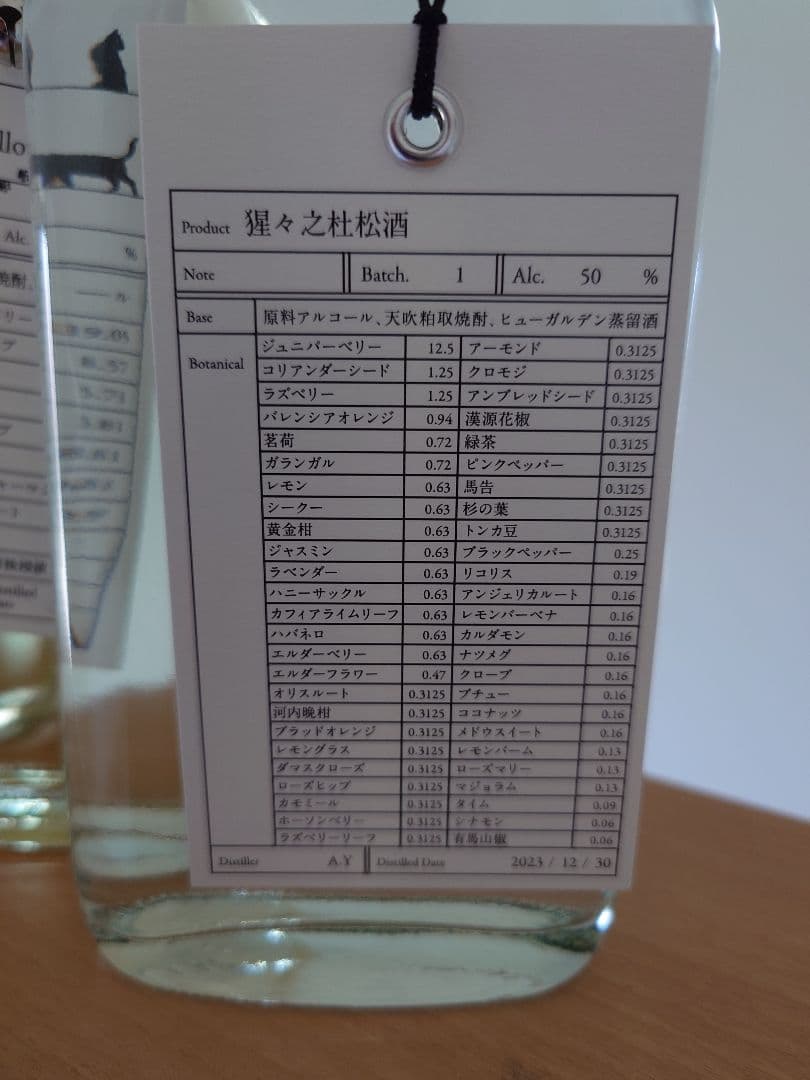 llo
Alc.
%
Product 猩々之杜松酒
Note Batch. 1 Alc. 50 %
Base 原料アルコール、天吹粕取焼酎、ヒューガルデン蒸留酒
Botanical
ジュニパーベリー 12.5 アーモンド 0.3125
コリアンダーシード 1.25 クロモジ 0.3125
ラズベリー 1.25 アンブレッドシード 0.3125
バレンシアオレンジ 0.94 漢源花椒 0.3125
茗荷 0.72 緑茶 0.3125
ガランガル 0.72 ピンクペッパー 0.3125
レモン 0.63 馬告 0.3125
シークー 0.63 杉の葉 0.3125
黄金柑 0.63 トンカ豆 0.3125
ジャスミン 0.63 ブラックペッパー 0.25
ラベンダー 0.63 リコリス 0.19
ハニーサックル 0.63 アンジェリカルート 0.16
カフィアライムリーフ 0.63 レモンバーベナ 0.16
ハバネロ 0.63 カルダモン 0.16
エルダーベリー 0.63 ナツメグ 0.16
エルダーフラワー 0.47 クローブ 0.16
オリスルート 0.3125 ブチュー 0.16
河内晩柑 0.3125 ココナッツ 0.16
ブラッドオレンジ 0.3125 メドウスイート 0.16
レモングラス 0.3125 レモンバーム 0.13
ダマスクローズ 0.3125 ローズマリー 0.13
ローズヒップ 0.3125 マジョラム 0.13
カモミール 0.3125 タイム 0.09
ホーソンベリー 0.3125 シナモン 0.06
ラズベリーリーフ 0.3125 有馬山椒 0.06
Distiller A.Y Distilled Date 2023 / 12 / 30